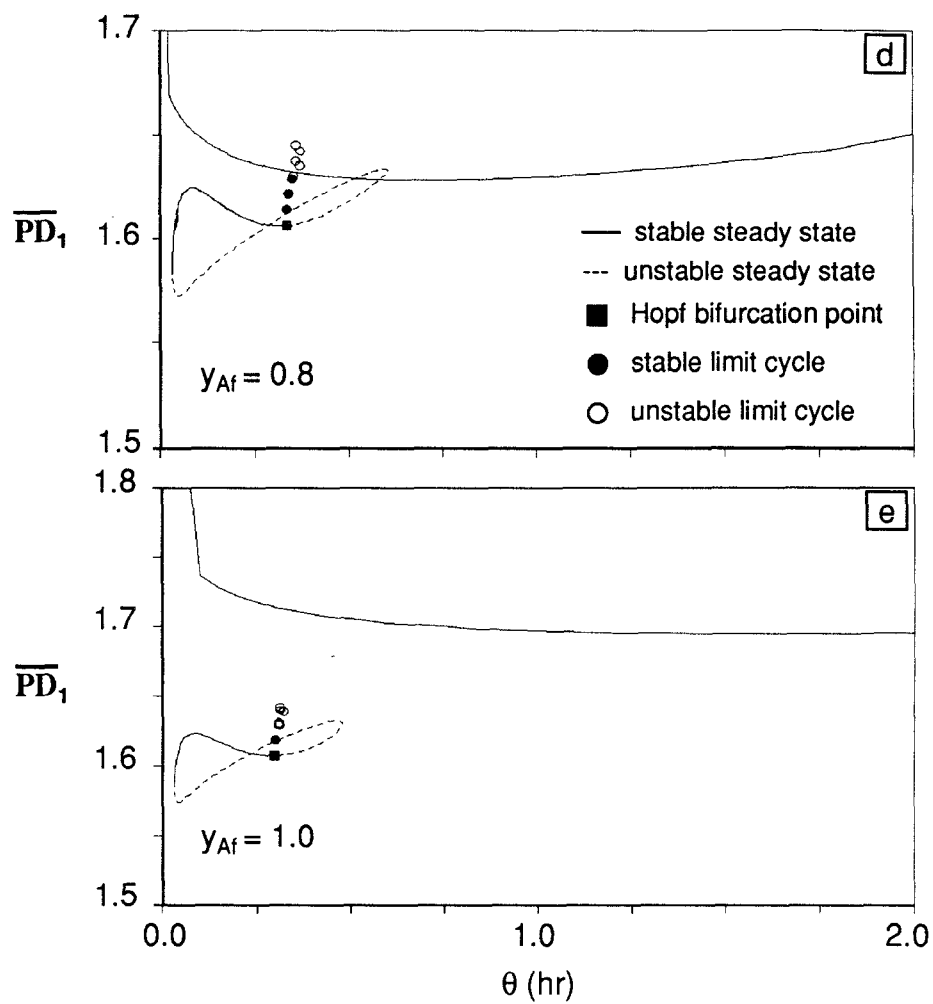 1.7
d
1.6
PD₁
stable steady state
unstable steady state
Hopf bifurcation point
stable limit cycle
unstable limit cycle
y_Af = 0.8
1.5
1.8
e
1.7
PD₁
1.6
y_Af = 1.0
1.5
0.0 1.0 2.0
θ (hr)